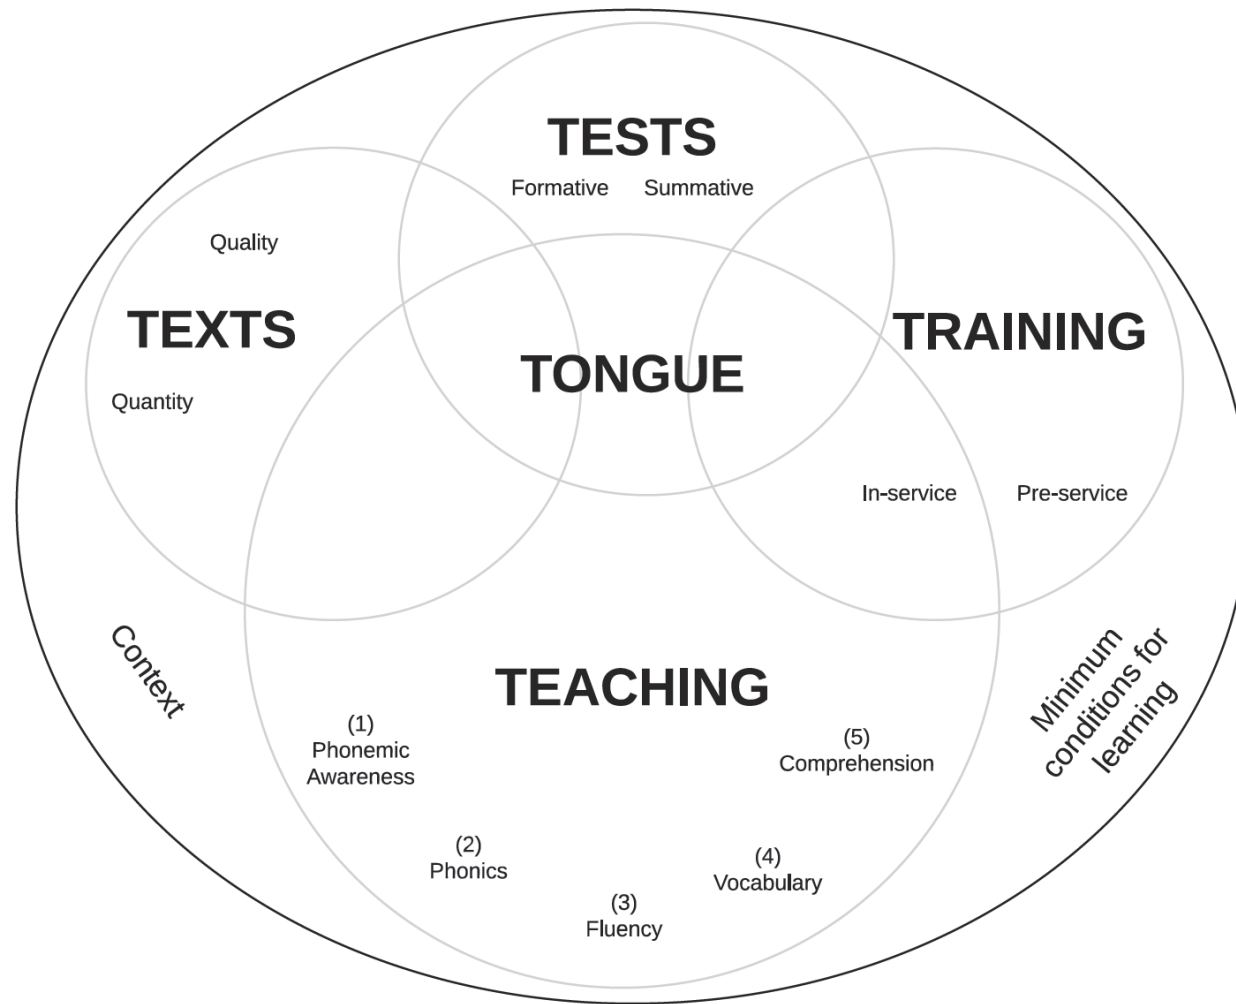 TESTS
Formative Summative
Quality
TEXTS
Quantity
TRAINING
TONGUE
In-service Pre-service
Context
Minimum
conditions for
learning
TEACHING
(1)
Phonemic
Awareness
(2)
Phonics
(3)
Fluency
(4)
Vocabulary
(5)
Comprehension